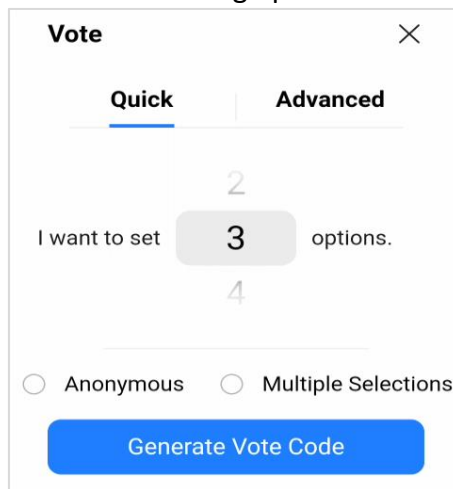 Vote
Quick Advanced
2
I want to set 3 options.
4
Anonymous Multiple Selections
Generate Vote Code